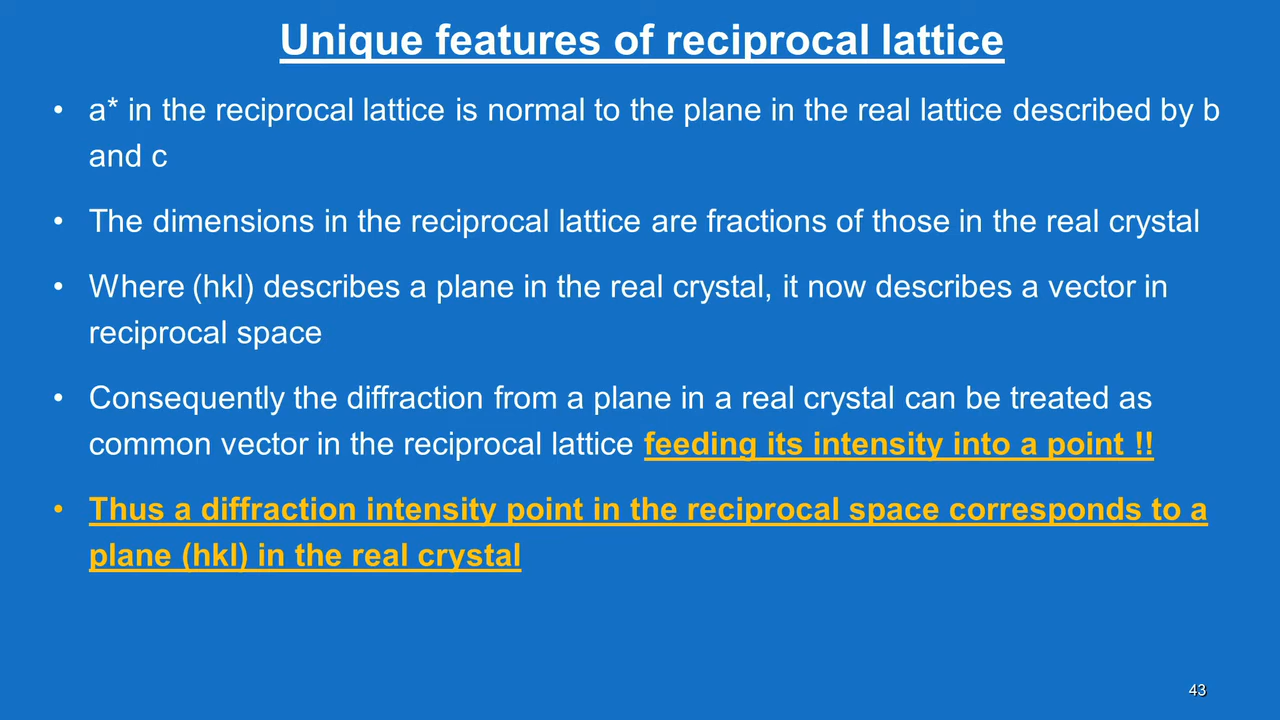 Unique features of reciprocal lattice
• a* in the reciprocal lattice is normal to the plane in the real lattice described by b
and c
• The dimensions in the reciprocal lattice are fractions of those in the real crystal
• Where (hkl) describes a plane in the real crystal, it now describes a vector in
reciprocal space
• Consequently the diffraction from a plane in a real crystal can be treated as
common vector in the reciprocal lattice feeding its intensity into a point !!
• Thus a diffraction intensity point in the reciprocal space corresponds to a
plane (hkl) in the real crystal
43